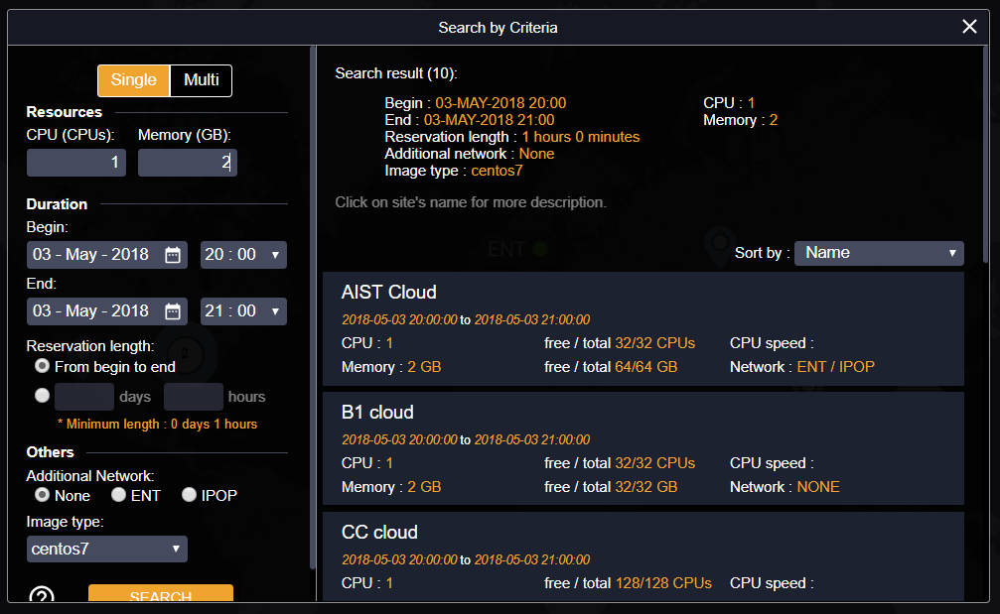 Search by Criteria
Single Multi
Resources
CPU (CPUs): Memory (GB):
1 2
Duration
Begin:
03 - May - 2018 20 : 00
End:
03 - May - 2018 21 : 00
Reservation length:
From begin to end
days hours
* Minimum length : 0 days 1 hours
Others
Additional Network:
None ENT IPOP
Image type:
centos7
? SEARCH
Search result (10):
Begin : 03-MAY-2018 20:00 CPU : 1
End : 03-MAY-2018 21:00 Memory : 2
Reservation length : 1 hours 0 minutes
Additional network : None
Image type : centos7
Click on site's name for more description.
ENT
Sort by : Name
AIST Cloud
2018-05-03 20:00:00 to 2018-05-03 21:00:00
CPU : 1 free / total 32/32 CPUs CPU speed :
Memory : 2 GB free / total 64/64 GB Network : ENT / IPOP
B1 cloud
2018-05-03 20:00:00 to 2018-05-03 21:00:00
CPU : 1 free / total 32/32 CPUs CPU speed :
Memory : 2 GB free / total 32/32 GB Network : NONE
CC cloud
2018-05-03 20:00:00 to 2018-05-03 21:00:00
CPU : 1 free / total 128/128 CPUs CPU speed :